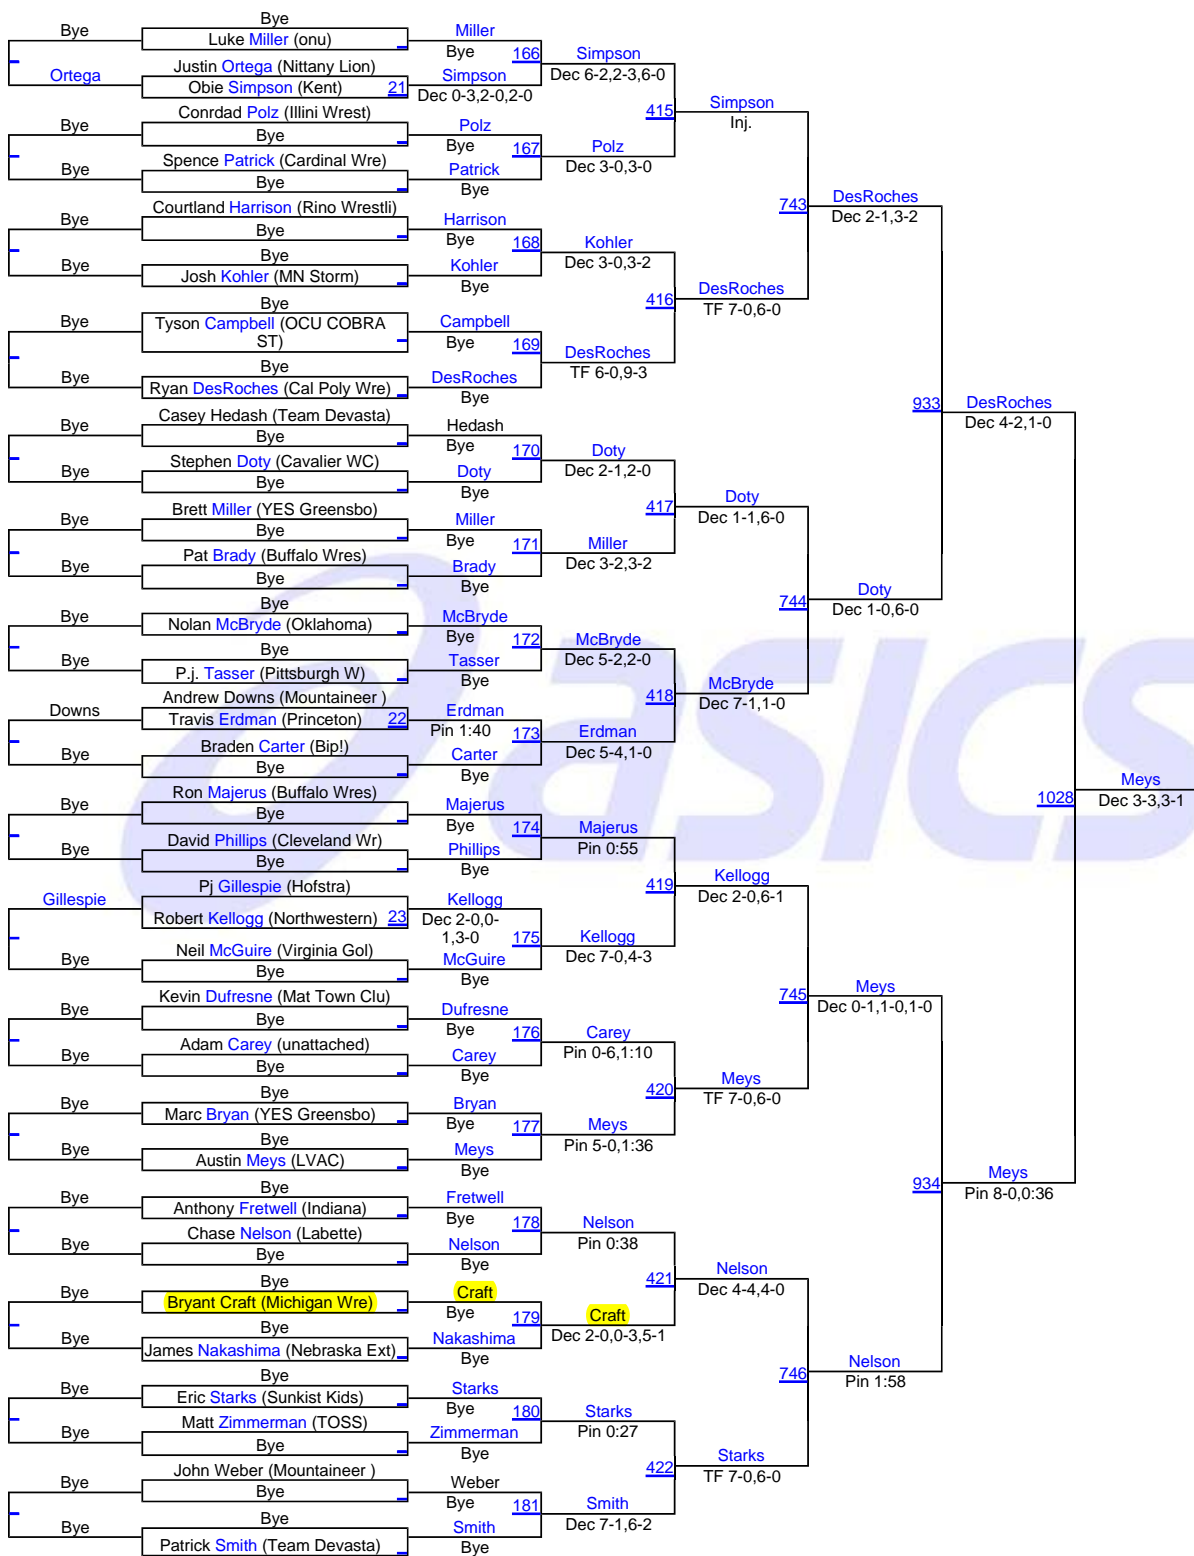 Bye
Bye
Luke Miller (onu)
Miller
Bye
166
Simpson
Dec 6-2,2-3,6-0
Ortega
Justin Ortega (Nittany Lion)
Obie Simpson (Kent)
21
Simpson
Dec 0-3,2-0,2-0
415
Simpson
Inj.
Bye
Conrdad Polz (Illini Wrest)
Bye
Polz
Bye
167
Polz
Dec 3-0,3-0
Bye
Spence Patrick (Cardinal Wre)
Bye
Patrick
Bye
743
DesRoches
Dec 2-1,3-2
Bye
Courtland Harrison (Rino Wrestli)
Bye
Harrison
Bye
168
Kohler
Dec 3-0,3-2
Bye
Josh Kohler (MN Storm)
Kohler
Bye
416
DesRoches
TF 7-0,6-0
Bye
Bye
Tyson Campbell (OCU COBRA
ST)
Campbell
Bye
169
DesRoches
TF 6-0,9-3
Bye
Bye
Ryan DesRoches (Cal Poly Wre)
DesRoches
Bye
933
DesRoches
Dec 4-2,1-0
Bye
Casey Hedash (Team Devasta)
Bye
Hedash
Bye
170
Doty
Dec 2-1,2-0
Bye
Stephen Doty (Cavalier WC)
Bye
Doty
Bye
417
Doty
Dec 1-1,6-0
Bye
Brett Miller (YES Greensbo)
Bye
Miller
Bye
171
Miller
Dec 3-2,3-2
Bye
Pat Brady (Buffalo Wres)
Bye
Brady
Bye
744
Doty
Dec 1-0,6-0
Bye
Bye
Nolan McBryde (Oklahoma)
McBryde
Bye
172
McBryde
Dec 5-2,2-0
Bye
Bye
P.j. Tasser (Pittsburgh W)
Tasser
Bye
418
McBryde
Dec 7-1,1-0
Downs
Andrew Downs (Mountaineer )
Travis Erdman (Princeton)
22
Erdman
Pin 1:40
173
Erdman
Dec 5-4,1-0
Bye
Braden Carter (Bip!)
Bye
Carter
Bye
1028
Meys
Dec 3-3,3-1
asics
Bye
Ron Majerus (Buffalo Wres)
Bye
Majerus
Bye
174
Majerus
Pin 0:55
Bye
David Phillips (Cleveland Wr)
Bye
Phillips
Bye
419
Kellogg
Dec 2-0,6-1
Gillespie
Pj Gillespie (Hofstra)
Robert Kellogg (Northwestern)
23
Kellogg
Dec 2-0,0-
1,3-0
175
Kellogg
Dec 7-0,4-3
Bye
Neil McGuire (Virginia Gol)
Bye
McGuire
Bye
745
Meys
Dec 0-1,1-0,1-0
Bye
Kevin Dufresne (Mat Town Clu)
Bye
Dufresne
Bye
176
Carey
Pin 0-6,1:10
Bye
Adam Carey (unattached)
Bye
Carey
Bye
420
Meys
TF 7-0,6-0
Bye
Bye
Marc Bryan (YES Greensbo)
Bryan
Bye
177
Meys
Pin 5-0,1:36
Bye
Bye
Austin Meys (LVAC)
Meys
Bye
934
Meys
Pin 8-0,0:36
Bye
Bye
Anthony Fretwell (Indiana)
Fretwell
Bye
178
Nelson
Pin 0:38
Bye
Chase Nelson (Labette)
Bye
Nelson
Bye
421
Nelson
Dec 4-4,4-0
Bye
Bye
Bryant Craft (Michigan Wre)
Craft
Bye
179
Craft
Dec 2-0,0-3,5-1
Bye
Bye
James Nakashima (Nebraska Ext)
Nakashima
Bye
746
Nelson
Pin 1:58
Bye
Bye
Eric Starks (Sunkist Kids)
Starks
Bye
180
Starks
Pin 0:27
Bye
Matt Zimmerman (TOSS)
Bye
Zimmerman
Bye
422
Starks
TF 7-0,6-0
Bye
John Weber (Mountaineer )
Bye
Weber
Bye
181
Smith
Dec 7-1,6-2
Bye
Bye
Patrick Smith (Team Devasta)
Smith
Bye